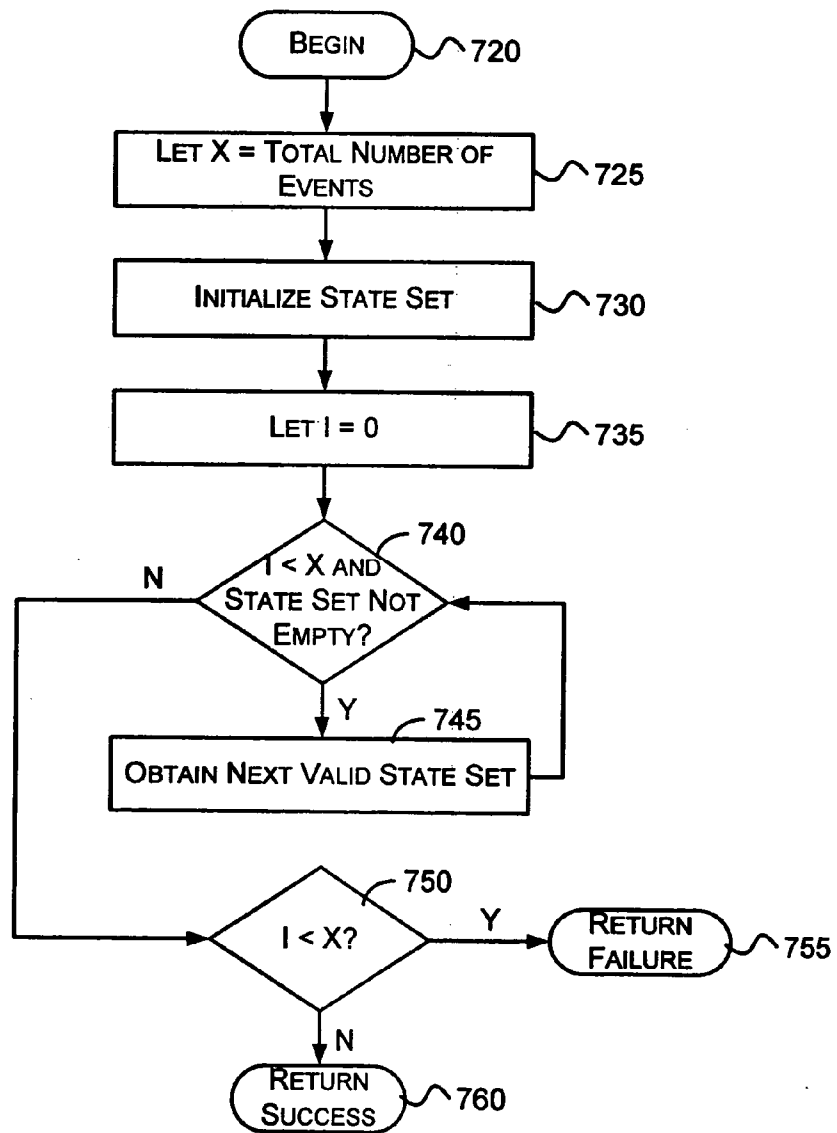 BEGIN
720
LET X = TOTAL NUMBER OF
EVENTS
725
INITIALIZE STATE SET
730
LET I = 0
735
740
I < X AND
STATE SET NOT
EMPTY?
N
Y
745
OBTAIN NEXT VALID STATE SET
750
I < X?
Y
RETURN
FAILURE
755
N
RETURN
SUCCESS
760